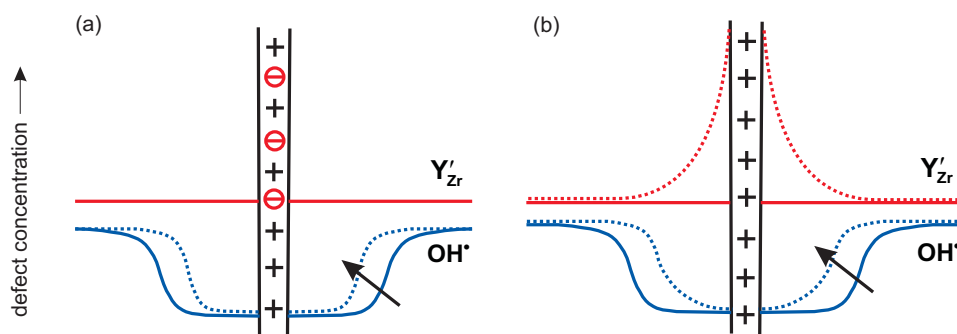 (a)
(b)
defect concentration
+
⊖
+
⊖
+
⊖
+
+
+
Y′Zr
OH•
+
+
+
+
+
+
+
+
Y′Zr
OH•